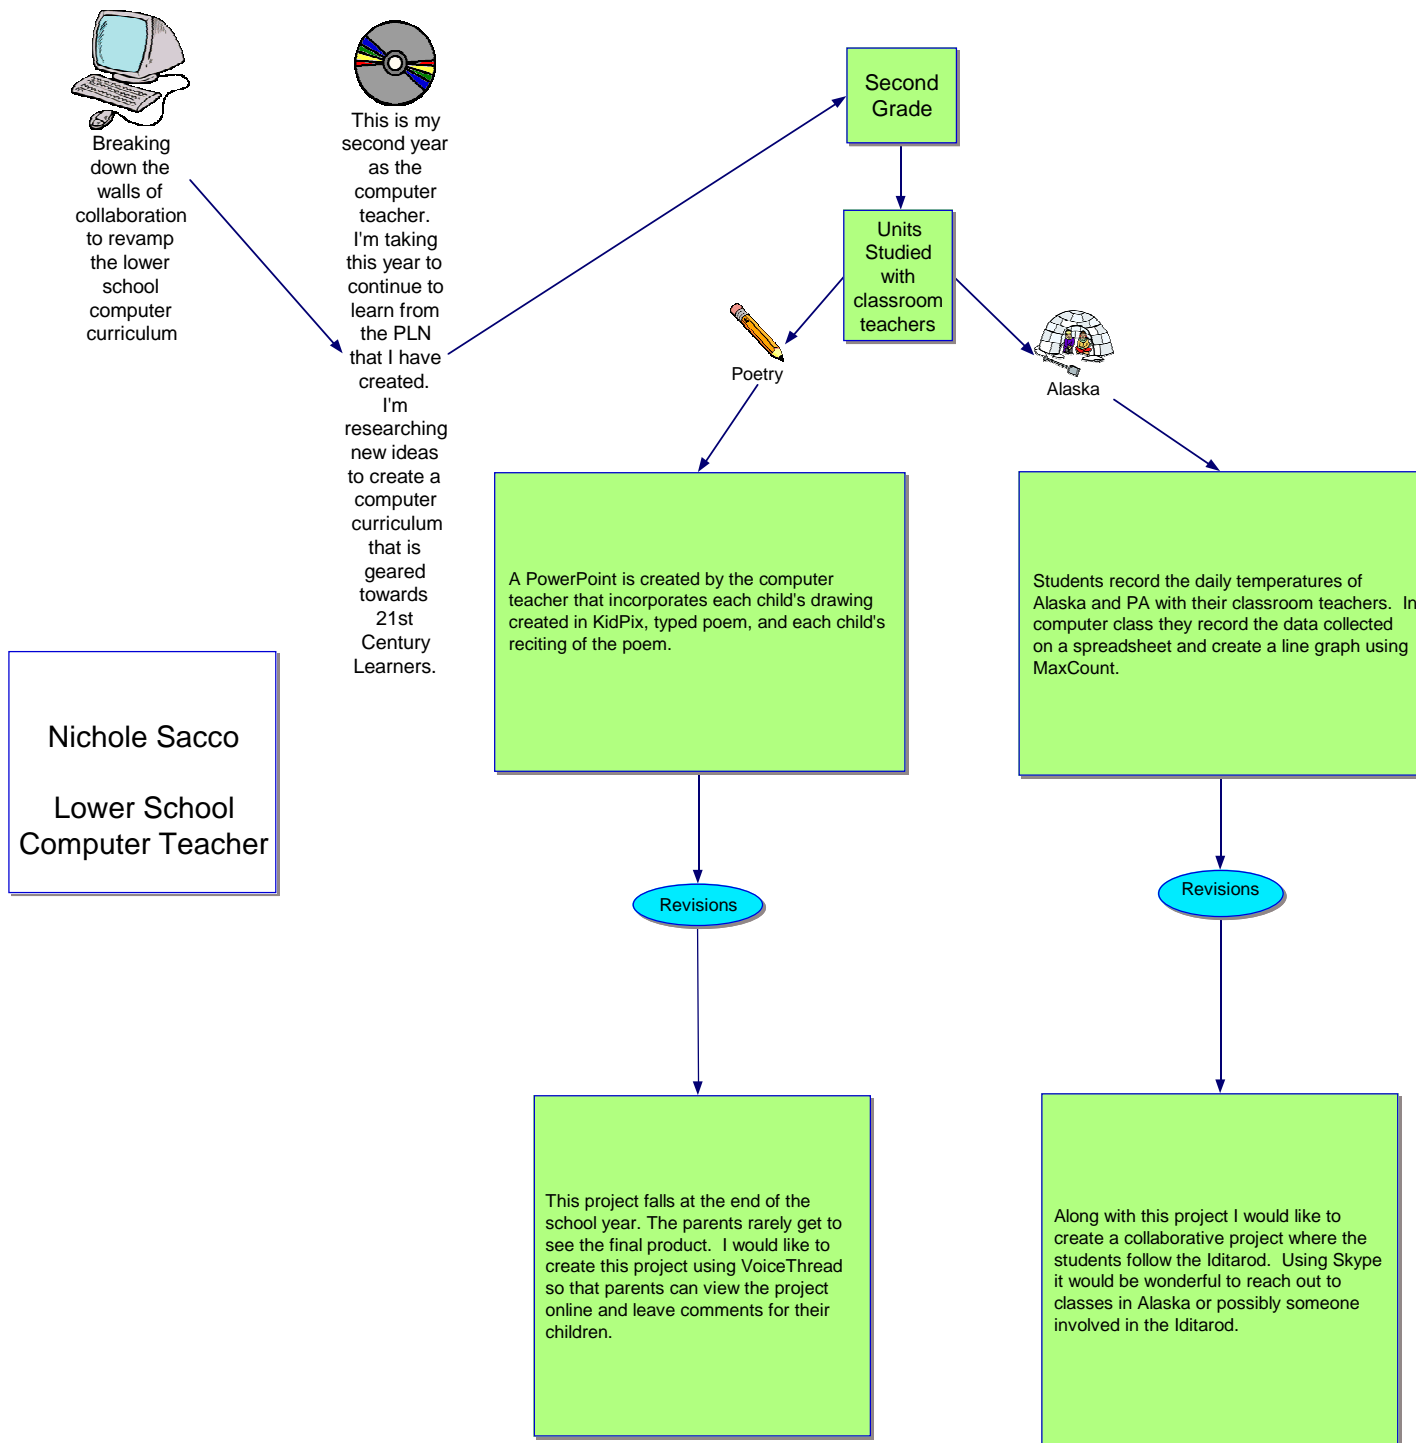 Breaking
down the
walls of
collaboration
to revamp
the lower
school
computer
curriculum
This is my
second year
as the
computer
teacher.
I'm taking
this year to
continue to
learn from
the PLN
that I have
created.
I'm
researching
new ideas
to create a
computer
curriculum
that is
geared
towards
21st
Century
Learners.
Second
Grade
Units
Studied
with
classroom
teachers
Poetry
Alaska
A PowerPoint is created by the computer
teacher that incorporates each child's drawing
created in KidPix, typed poem, and each child's
reciting of the poem.
Students record the daily temperatures of
Alaska and PA with their classroom teachers.  In
computer class they record the data collected
on a spreadsheet and create a line graph using
MaxCount.
Nichole Sacco
Lower School
Computer Teacher
Revisions
Revisions
This project falls at the end of the
school year. The parents rarely get to
see the final product.  I would like to
create this project using VoiceThread
so that parents can view the project
online and leave comments for their
children.
Along with this project I would like to
create a collaborative project where the
students follow the Iditarod.  Using Skype
it would be wonderful to reach out to
classes in Alaska or possibly someone
involved in the Iditarod.